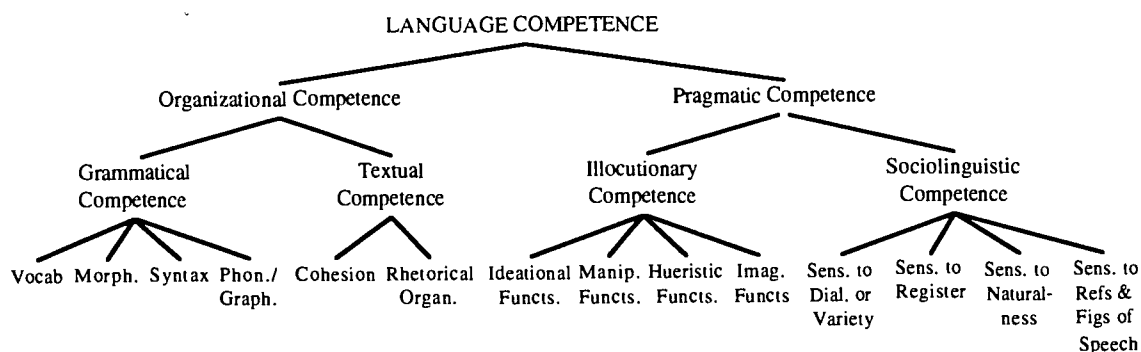 LANGUAGE COMPETENCE
Organizational Competence
Pragmatic Competence
Grammatical
Competence
Textual
Competence
Illocutionary
Competence
Sociolinguistic
Competence
Vocab
Morph.
Syntax
Phon./
Graph.
Cohesion
Rhetorical
Organ.
Ideational
Functs.
Manip.
Functs.
Hueristic
Functs.
Imag.
Functs
Sens. to
Dial. or
Variety
Sens. to
Register
Sens. to
Natural-
ness
Sens. to
Refs &
Figs of
Speech